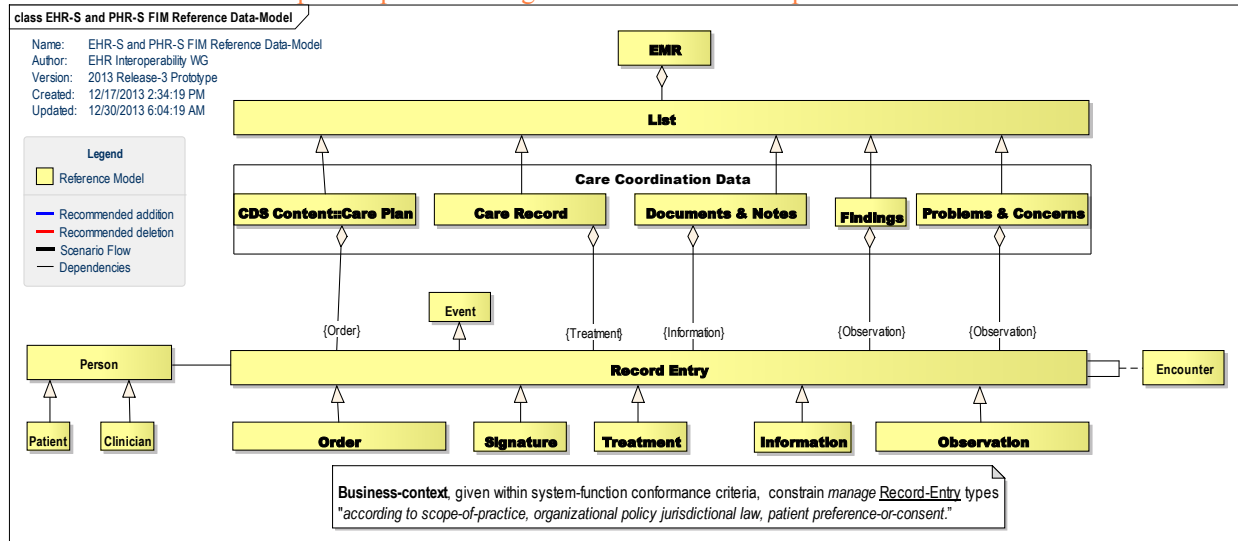 class EHR-S and PHR-S FIM Reference Data-Model
Name: EHR-S and PHR-S FIM Reference Data-Model
Author: EHR Interoperability WG
Version: 2013 Release-3 Prototype
Created: 12/17/2013 2:34:19 PM
Updated: 12/30/2013 6:04:19 AM
EMR
List
Legend
Reference Model
Recommended addition
Recommended deletion
Scenario Flow
Dependencies
Care Coordination Data
CDS Content::Care Plan
Care Record
Documents & Notes
Findings
Problems & Concerns
Event
{Order}
{Treatment}
{Information}
{Observation}
{Observation}
Person
Record Entry
Encounter
Patient
Clinician
Order
Signature
Treatment
Information
Observation
Business-context, given within system-function conformance criteria, constrain manage Record-Entry types
"according to scope-of-practice, organizational policy jurisdictional law, patient preference-or-consent."